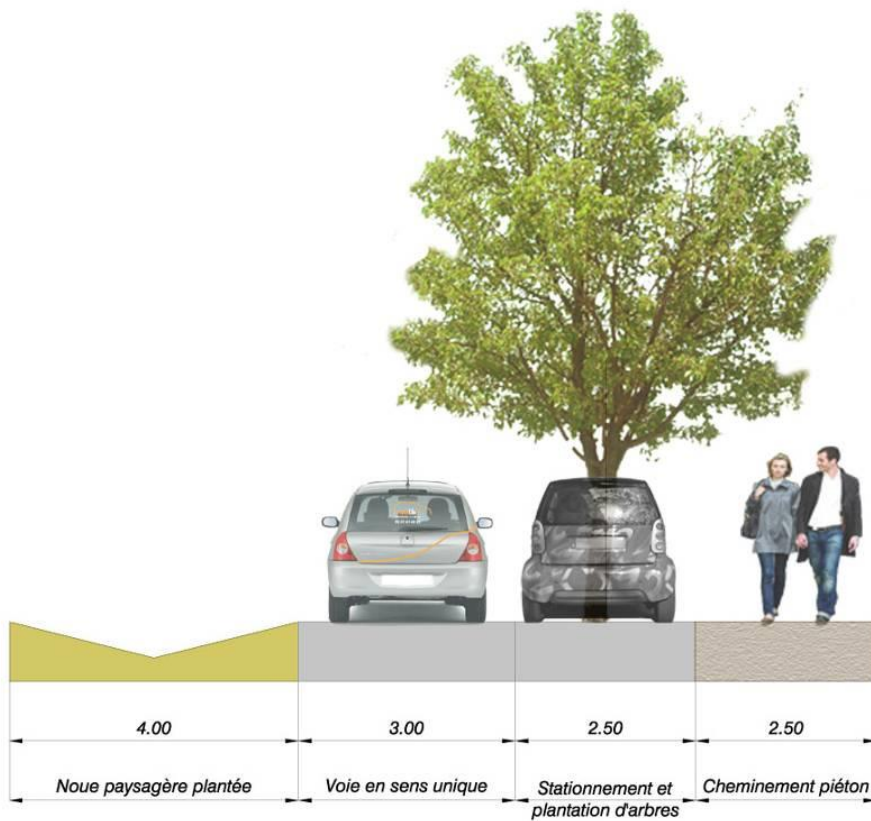 4.00 3.00 2.50 2.50
Noue paysagère plantée Voie en sens unique Stationnement et Cheminement piéton
plantation d'arbres